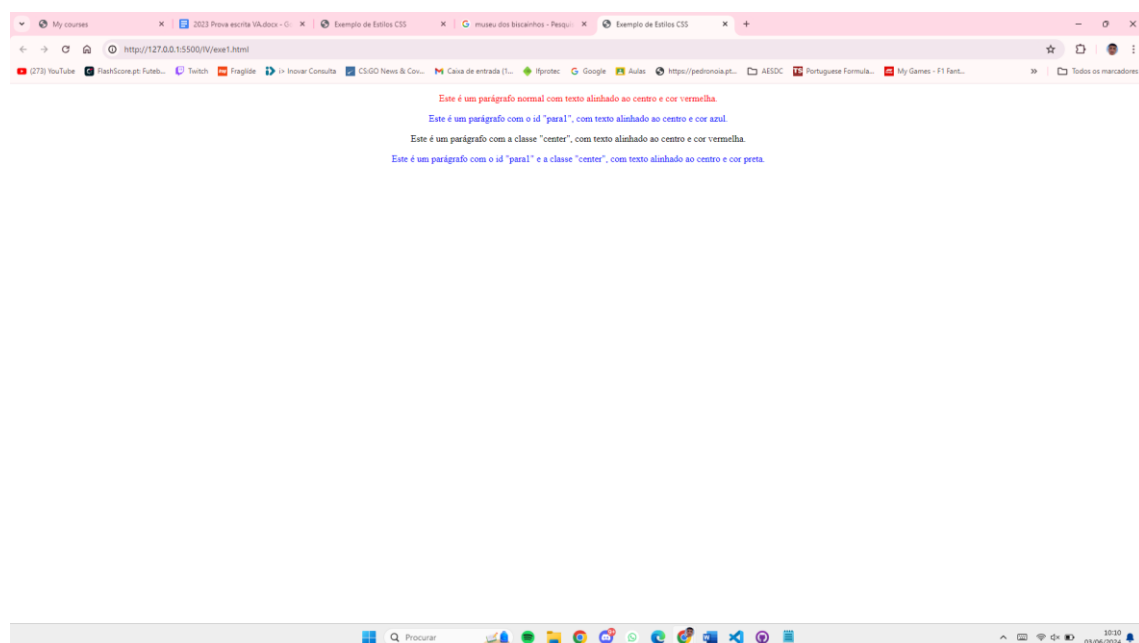 My courses
2023 Prova escrita VA.docx - G
Exemplo de Estilos CSS
museu dos biscainhos - Pesqui
Exemplo de Estilos CSS
http://127.0.0.1:5500/IV/exe1.html
(273) YouTube
FlashScore.pt: Futeb...
Twitch
Fraglíde
i> Inovar Consulta
CS:GO News & Cov...
Caixa de entrada (1...
Ifprotec
Google
Aulas
https://pedronoia.pt...
AESDC
Portuguese Formula...
My Games - F1 Fant...
Todos os marcadores
Este é um parágrafo normal com texto alinhado ao centro e cor vermelha.
Este é um parágrafo com o id "para1", com texto alinhado ao centro e cor azul.
Este é um parágrafo com a classe "center", com texto alinhado ao centro e cor vermelha.
Este é um parágrafo com o id "para1" e a classe "center", com texto alinhado ao centro e cor preta.
Procurar
10:10
03/06/2024